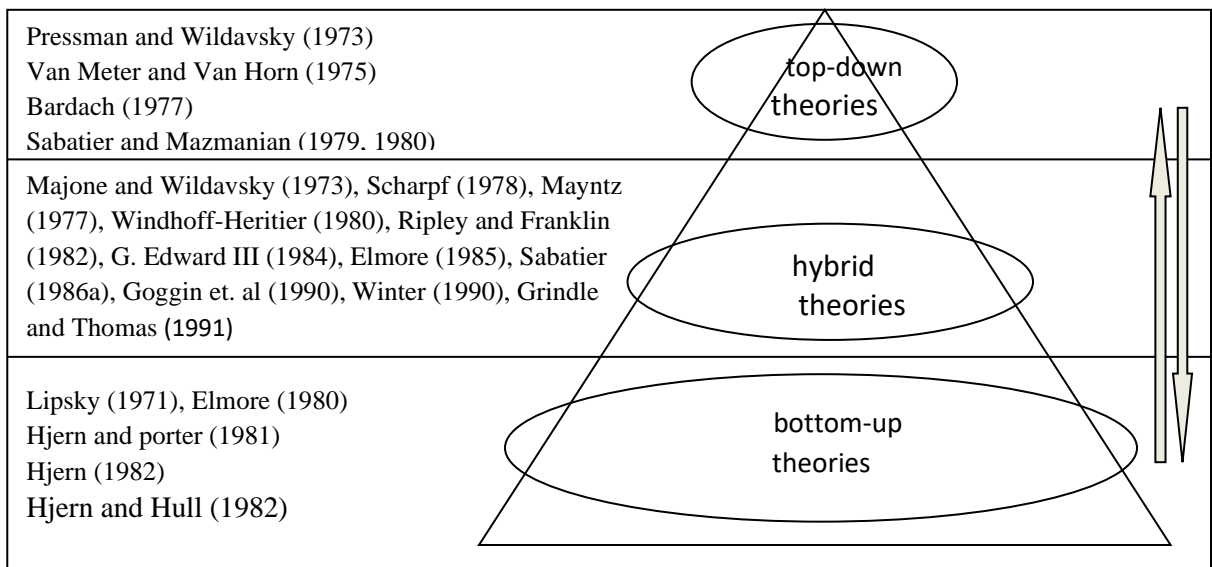 Pressman and Wildavsky (1973)
Van Meter and Van Horn (1975)
Bardach (1977)
Sabatier and Mazmanian (1979, 1980)
top-down
theories
Majone and Wildavsky (1973), Scharpf (1978), Mayntz
(1977), Windhoff-Heritier (1980), Ripley and Franklin
(1982), G. Edward III (1984), Elmore (1985), Sabatier
(1986a), Goggin et. al (1990), Winter (1990), Grindle
and Thomas (1991)
hybrid
theories
Lipsky (1971), Elmore (1980)
Hjern and porter (1981)
Hjern (1982)
Hjern and Hull (1982)
bottom-up
theories